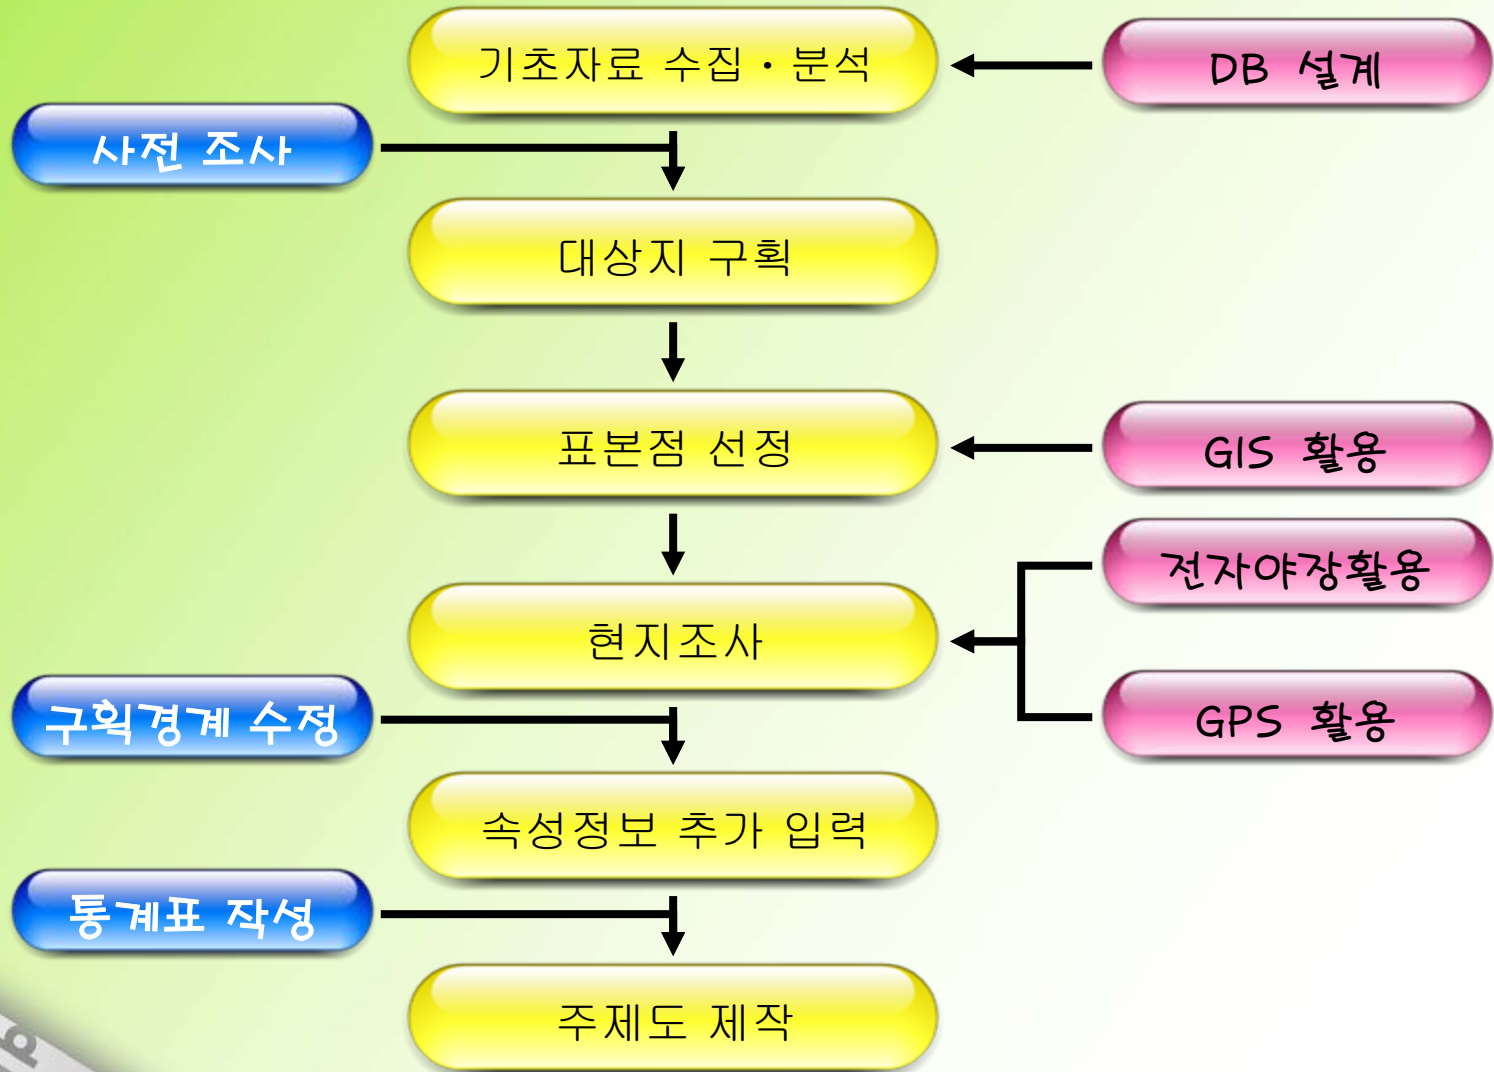 기초자료 수집 · 분석
DB 설계
사전 조사
대상지 구획
표본점 선정
GIS 활용
전자야장활용
현지조사
구획경계 수정
GPS 활용
속성정보 추가 입력
통계표 작성
주제도 제작